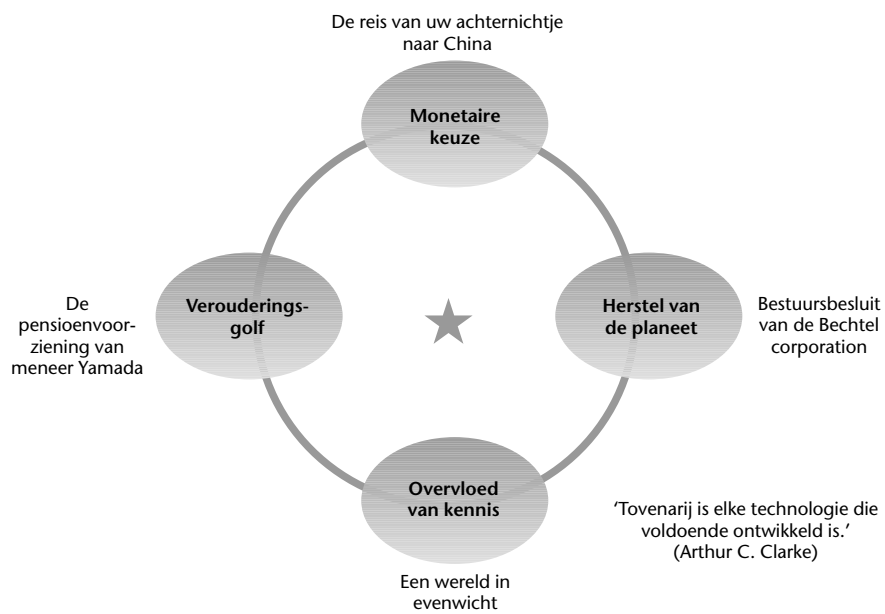 De reis van uw achternichtje
naar China
Monetaire
keuze
De
pensioenvoor-
ziening van
meneer Yamada
Verouderings-
golf
Herstel van
de planeet
Bestuursbesluit
van de Bechtel
corporation
Overvloed
van kennis
Een wereld in
evenwicht
'Tovenarij is elke technologie die
voldoende ontwikkeld is.'
(Arthur C. Clarke)